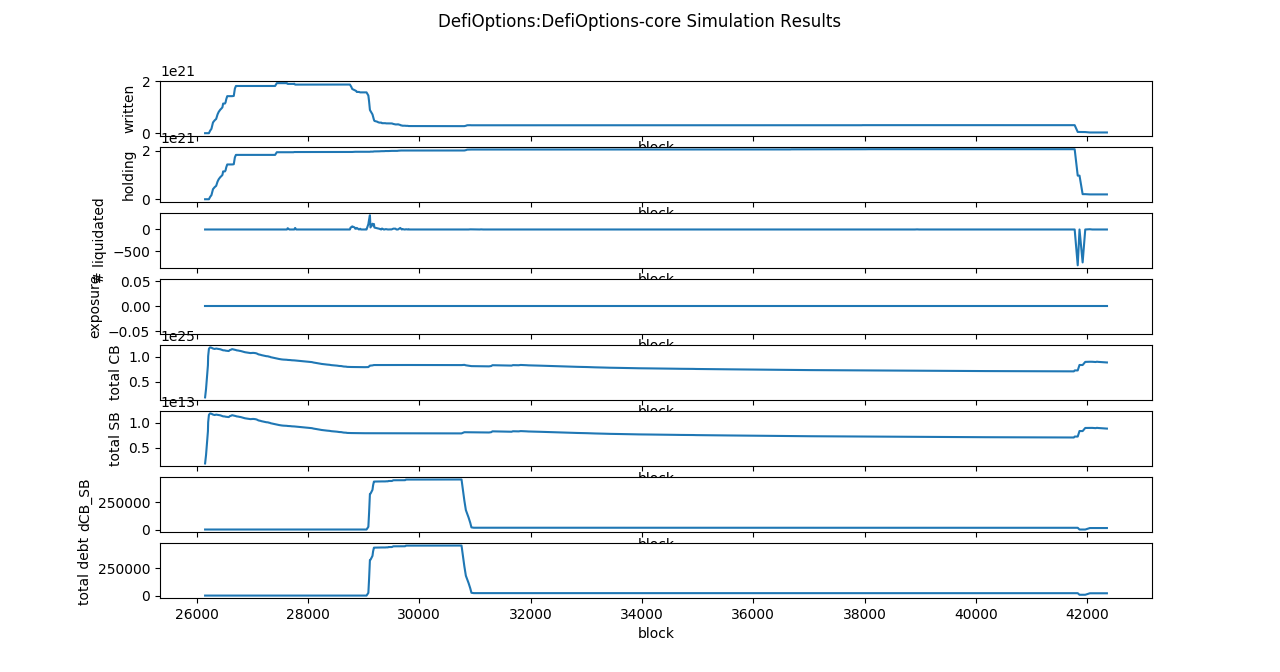 DefiOptions:DefiOptions-core Simulation Results
1e21
written
2
0
block
1e21
holding
2
0
block
# liquidated
0
−500
block
exposure
0.05
0.00
−0.05
block
1e25
total CB
1.0
0.5
block
1e13
total SB
1.0
0.5
block
dCB_SB
250000
0
block
total debt
250000
0
26000 28000 30000 32000 34000 36000 38000 40000 42000
block